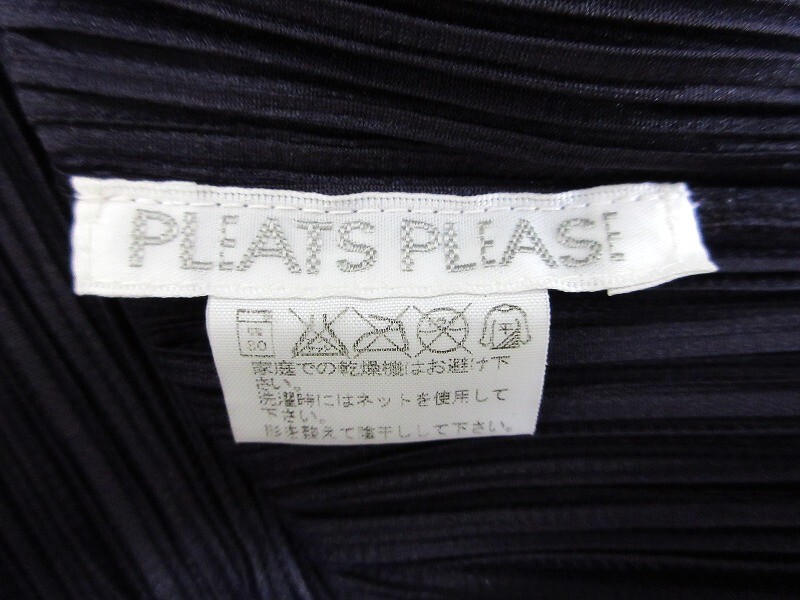 PLEATS PLEASE
30
家庭での乾燥機はお避け下
さい。
洗濯時にはネットを使用して
下さい。
形を整えて陰干しして下さい。